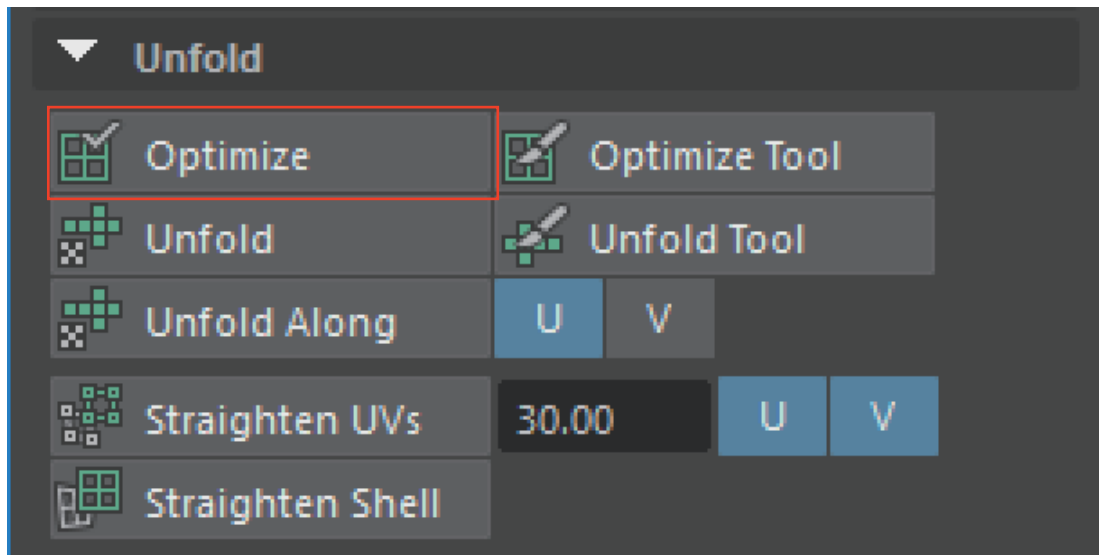 Unfold
Optimize Optimize Tool
Unfold Unfold Tool
Unfold Along U V
Straighten UVs 30.00 U V
Straighten Shell